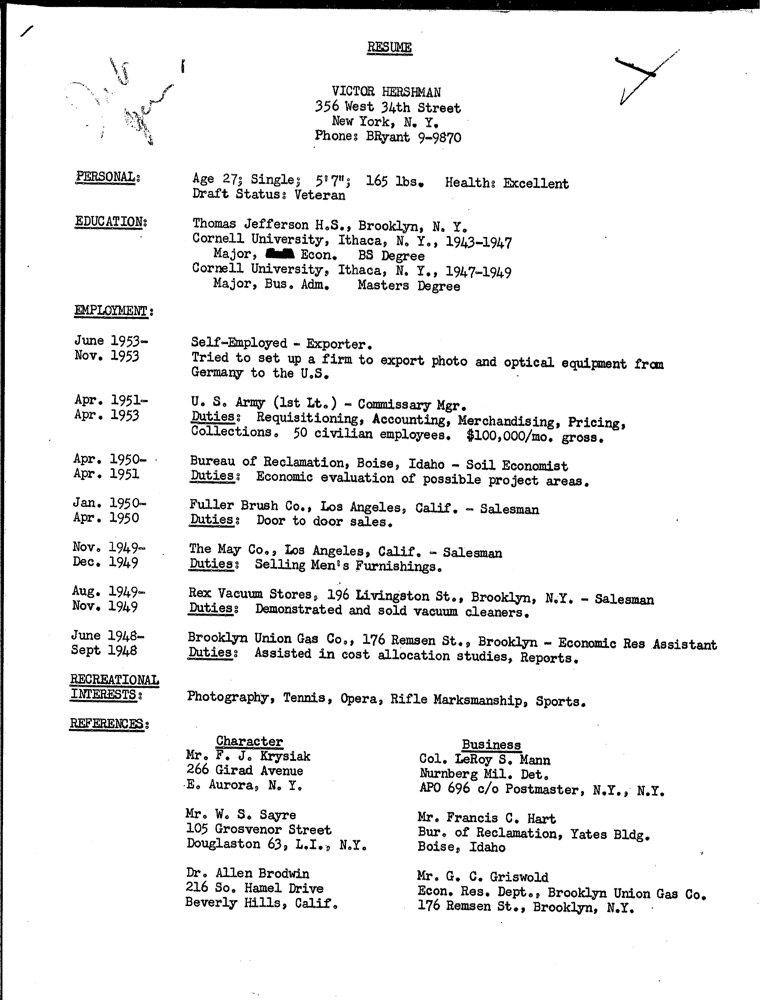 RESUME
VICTOR HERSHMAN
356 West 34th Street
New York, N. Y.
Phone: BRyant 9-9870
PERSONAL: Age 27; Single; 5'7"; 165 lbs. Health: Excellent
Draft Status: Veteran
EDUCATION: Thomas Jefferson H.S., Brooklyn, N. Y.
Cornell University, Ithaca, N. Y., 1943-1947
Major, Econ. BS Degree
Cornell University, Ithaca, N. Y., 1947-1949
Major, Bus. Adm. Masters Degree
EMPLOYMENT:
June 1953- Self-Employed - Exporter.
Nov. 1953 Tried to set up a firm to export photo and optical equipment from
Germany to the U.S.
Apr. 1951- U. S. Army (1st Lt.) - Commissary Mgr.
Apr. 1953 Duties: Requisitioning, Accounting, Merchandising, Pricing,
Collections. 50 civilian employees. $100,000/mo. gross.
Apr. 1950- Bureau of Reclamation, Boise, Idaho - Soil Economist
Apr. 1951 Duties: Economic evaluation of possible project areas.
Jan. 1950- Fuller Brush Co., Los Angeles, Calif. - Salesman
Apr. 1950 Duties: Door to door sales.
Nov. 1949- The May Co., Los Angeles, Calif. - Salesman
Dec. 1949 Duties: Selling Men's Furnishings.
Aug. 1949- Rex Vacuum Stores, 196 Livingston St., Brooklyn, N.Y. - Salesman
Nov. 1949 Duties: Demonstrated and sold vacuum cleaners.
June 1948- Brooklyn Union Gas Co., 176 Remsen St., Brooklyn - Economic Res Assistant
Sept 1948 Duties: Assisted in cost allocation studies, Reports.
RECREATIONAL
INTERESTS: Photography, Tennis, Opera, Rifle Marksmanship, Sports.
REFERENCES:
Character
Mr. F. J. Krysiak
266 Girad Avenue
E. Aurora, N. Y.
Mr. W. S. Sayre
105 Grosvenor Street
Douglaston 63, L.I., N.Y.
Dr. Allen Brodwin
216 So. Hamel Drive
Beverly Hills, Calif.
Business
Col. LeRoy S. Mann
Nurnberg Mil. Det.
APO 696 c/o Postmaster, N.Y., N.Y.
Mr. Francis C. Hart
Bur. of Reclamation, Yates Bldg.
Boise, Idaho
Mr. G. C. Griswold
Econ. Res. Dept., Brooklyn Union Gas Co.
176 Remsen St., Brooklyn, N.Y.